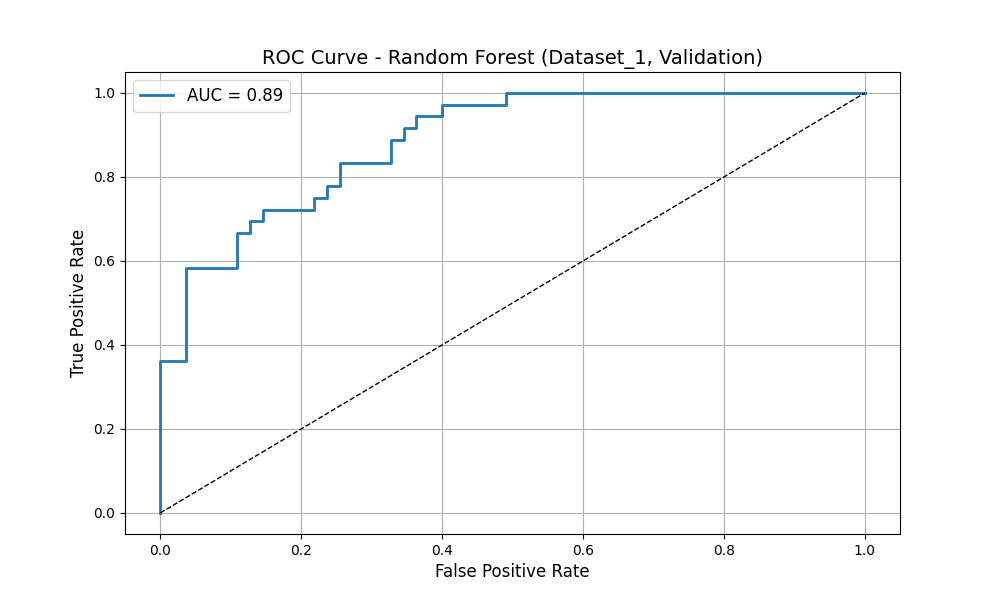 ROC Curve - Random Forest (Dataset_1, Validation)
AUC = 0.89
True Positive Rate
1.0
0.8
0.6
0.4
0.2
0.0
0.0 0.2 0.4 0.6 0.8 1.0
False Positive Rate